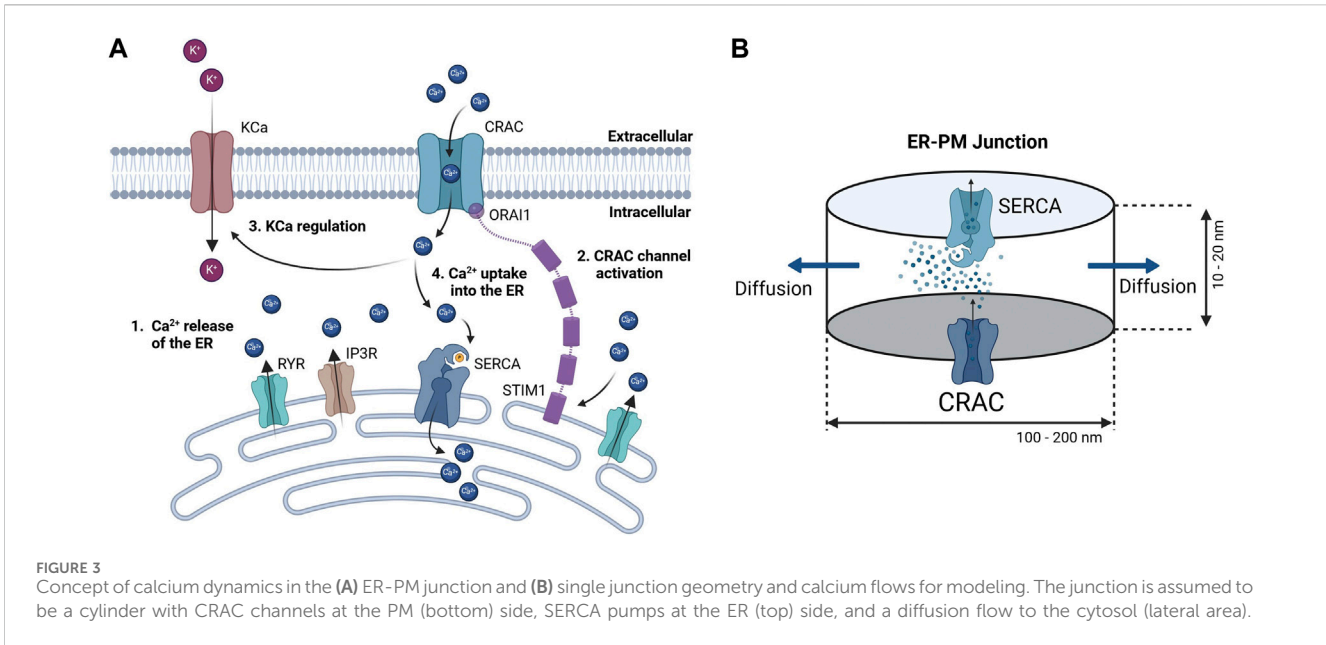 A
B
K⁺
K⁺
Ca²⁺
Ca²⁺
Ca²⁺
KCa
CRAC
Extracellular
Ca²⁺
ORAI1
Intracellular
3. KCa regulation
Ca²⁺
K⁺
2. CRAC channel
activation
4. Ca²⁺ uptake
into the ER
Ca²⁺
Ca²⁺
Ca²⁺
Ca²⁺
Ca²⁺
1. Ca²⁺ release
of the ER
Ca²⁺
RYR
IP3R
P
SERCA
STIM1
Ca²⁺
Ca²⁺
Ca²⁺
Ca²⁺
Ca²⁺
ER-PM Junction
SERCA
Diffusion
Diffusion
10 - 20 nm
CRAC
100 - 200 nm
FIGURE 3
Concept of calcium dynamics in the (A) ER-PM junction and (B) single junction geometry and calcium flows for modeling. The junction is assumed to
be a cylinder with CRAC channels at the PM (bottom) side, SERCA pumps at the ER (top) side, and a diffusion flow to the cytosol (lateral area).